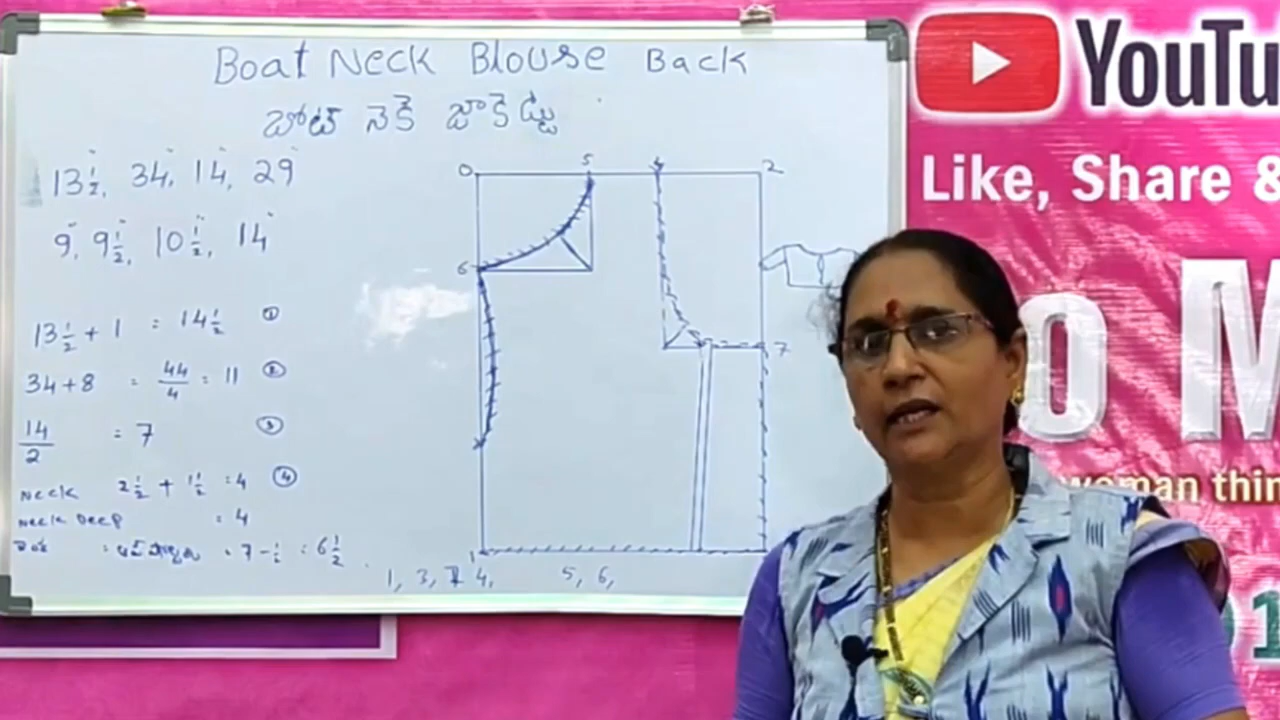 Boat Neck Blouse Back
బోట్ నెక్ జాకెట్టు
13½", 34", 14", 29"
9", 9½", 10½", 14"
13½ + 1 = 14½ ①
34+8 = 44/4 = 11 ②
14/2 = 7 ③
Neck 2½ + 1½ = 4 ④
Neck Deep = 4
= 7 - ½ = 6½
0 5 4 2
6
7
1
1, 3, 4, 5, 6,
YouTu
Like, Share &
o M
woman thin